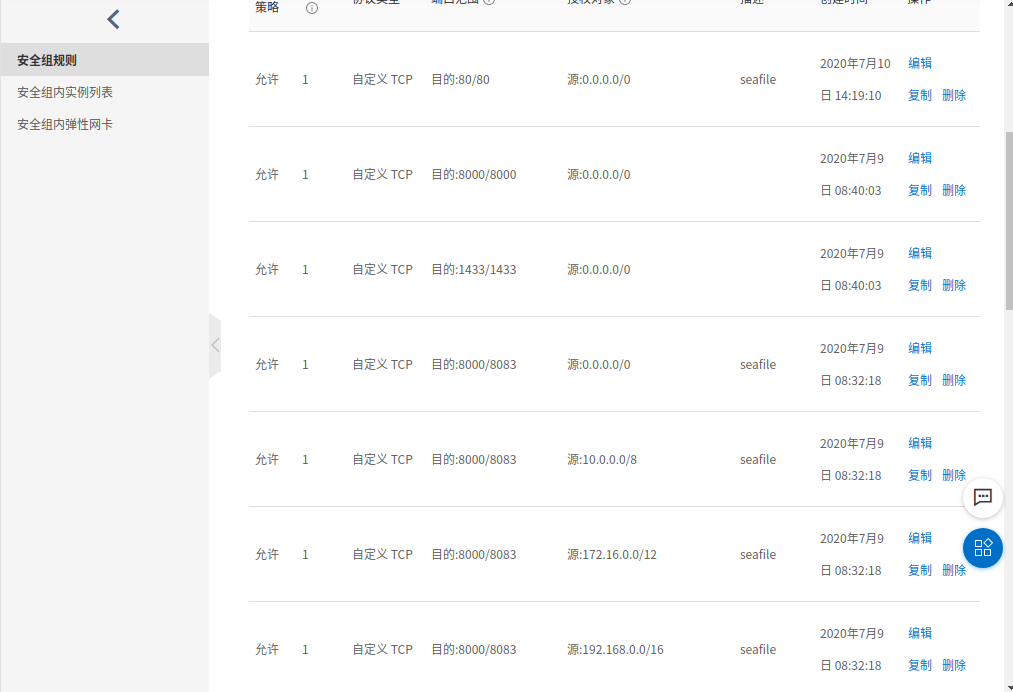 策略
安全组规则
安全组内实例列表
安全组内弹性网卡
允许 1 自定义 TCP 目的:80/80 源:0.0.0.0/0 seafile 2020年7月10日 14:19:10 编辑 复制 删除
允许 1 自定义 TCP 目的:8000/8000 源:0.0.0.0/0 2020年7月9日 08:40:03 编辑 复制 删除
允许 1 自定义 TCP 目的:1433/1433 源:0.0.0.0/0 2020年7月9日 08:40:03 编辑 复制 删除
允许 1 自定义 TCP 目的:8000/8083 源:0.0.0.0/0 seafile 2020年7月9日 08:32:18 编辑 复制 删除
允许 1 自定义 TCP 目的:8000/8083 源:10.0.0.0/8 seafile 2020年7月9日 08:32:18 编辑 复制 删除
允许 1 自定义 TCP 目的:8000/8083 源:172.16.0.0/12 seafile 2020年7月9日 08:32:18 编辑 复制 删除
允许 1 自定义 TCP 目的:8000/8083 源:192.168.0.0/16 seafile 2020年7月9日 08:32:18 编辑 复制 删除